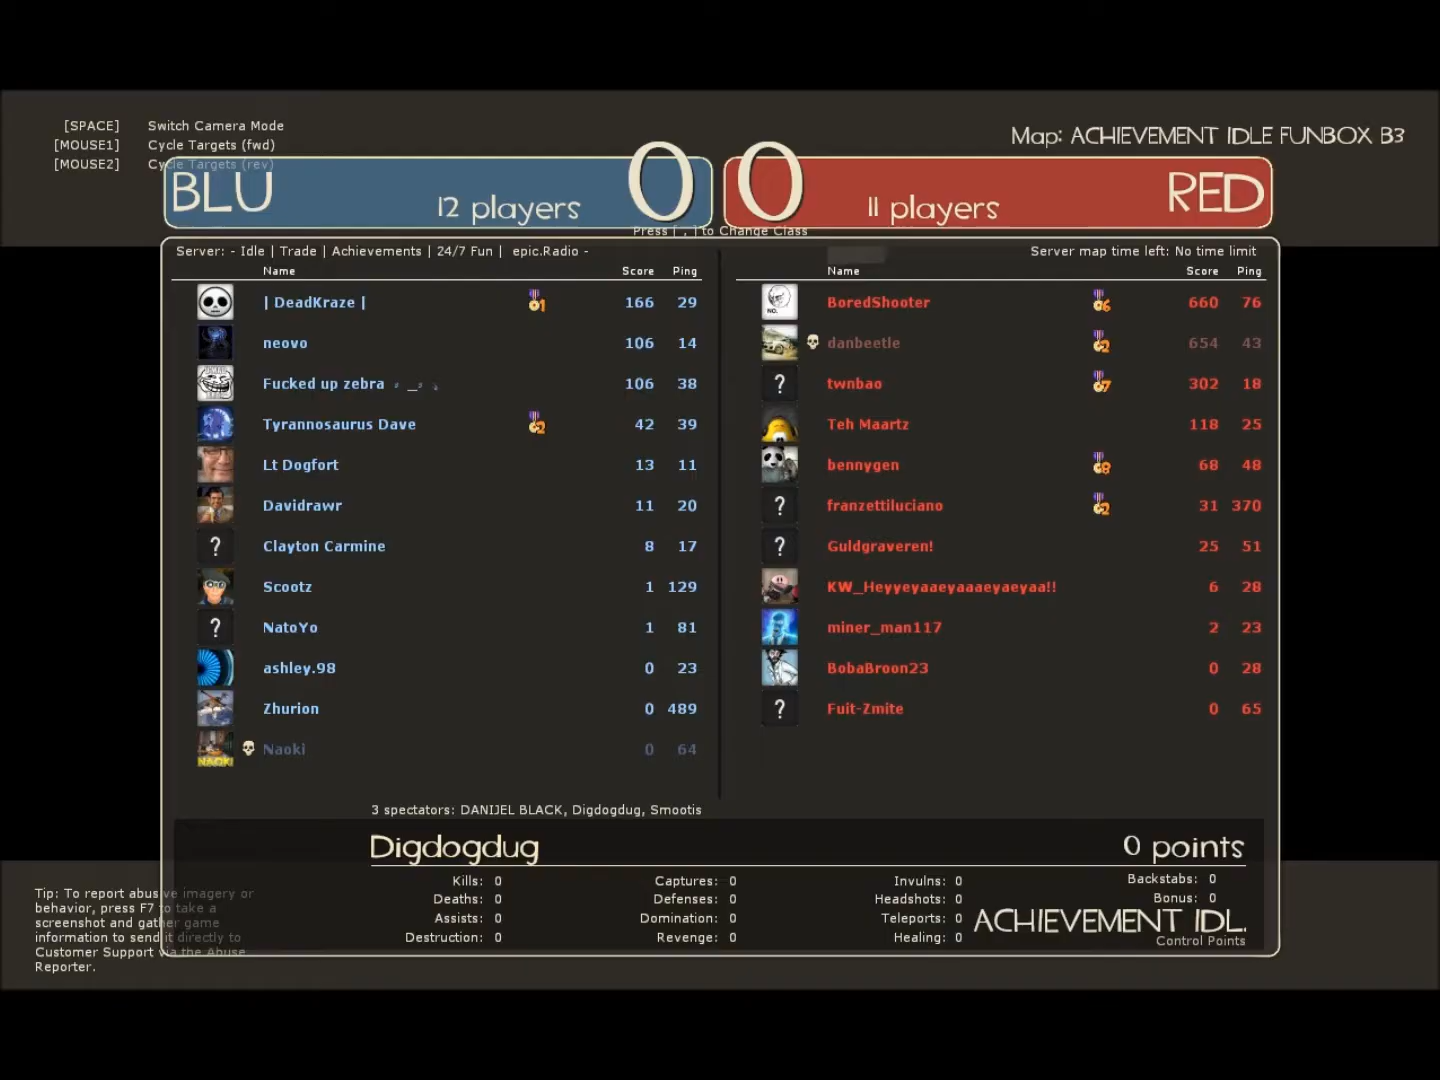 [SPACE] Switch Camera Mode
[MOUSE1] Cycle Targets (fwd)
[MOUSE2] Cycle Targets (rev)
Map: ACHIEVEMENT IDLE FUNBOX B3
BLU 12 players 0 0 11 players RED
Press [ , ] to Change Class
Server: - Idle | Trade | Achievements | 24/7 Fun | epic.Radio - Server map time left: No time limit
Name Score Ping Name Score Ping
| DeadKraze | 1 166 29 NO. BoredShooter 6 660 76
neovo 106 14 danbeetle 2 654 43
Fucked up zebra 106 38 ? twnbao 7 302 18
Tyrannosaurus Dave 2 42 39 Teh Maartz 118 25
Lt Dogfort 13 11 bennygen 8 68 48
Davidrawr 11 20 ? franzettiluciano 2 31 370
? Clayton Carmine 8 17 ? Guldgraveren! 25 51
Scootz 1 129 KW_Heyyeyaaeyaaaeyaeyaa!! 6 28
? NatoYo 1 81 miner_man117 2 23
ashley.98 0 23 BobaBroon23 0 28
Zhurion 0 489 ? Fuit-Zmite 0 65
NAOKI Naoki 0 64
3 spectators: DANIJEL BLACK, Digdogdug, Smootis
Digdogdug 0 points
Kills: 0 Captures: 0 Invulns: 0 Backstabs: 0
Deaths: 0 Defenses: 0 Headshots: 0 Bonus: 0
Assists: 0 Domination: 0 Teleports: 0 ACHIEVEMENT IDL.
Destruction: 0 Revenge: 0 Healing: 0 Control Points
Tip: To report abusive imagery or
behavior, press F7 to take a
screenshot and gather game
information to send it directly to
Customer Support via the Abuse
Reporter.